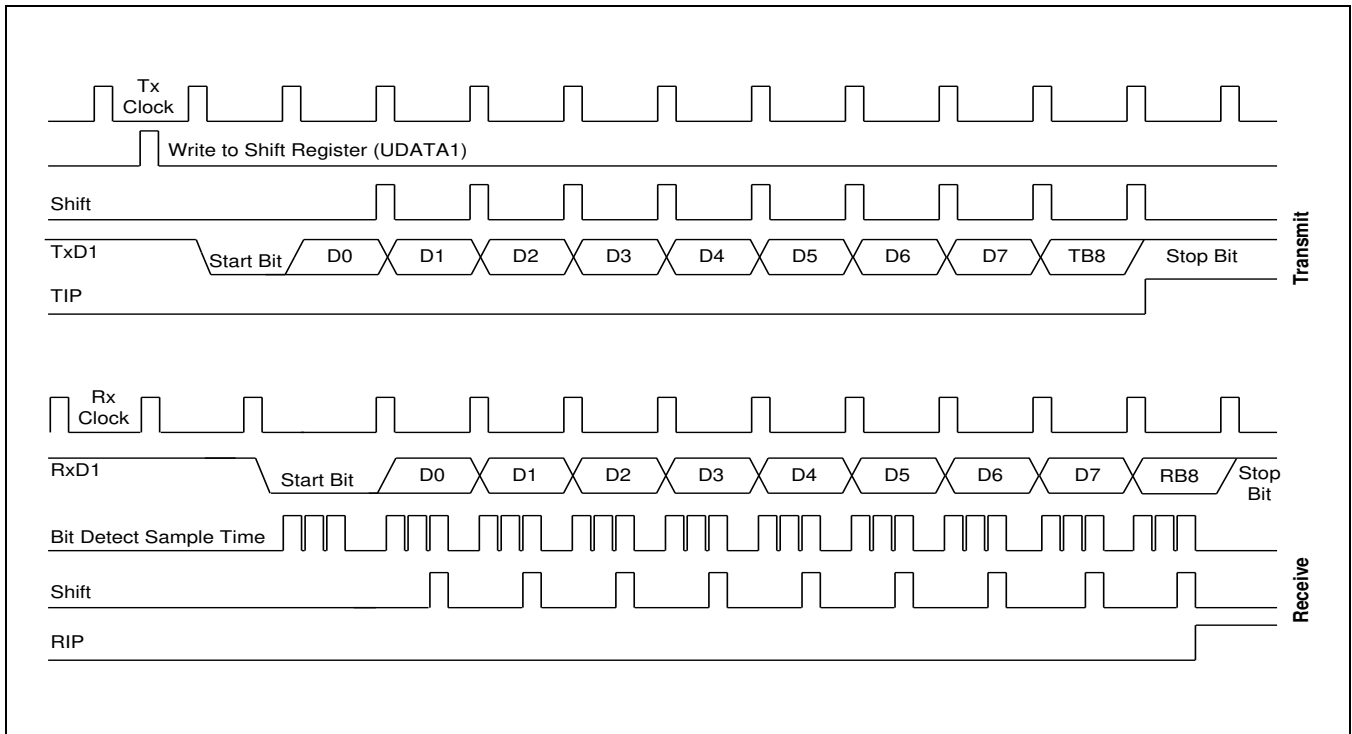 Tx
Clock
Write to Shift Register (UDATA1)
Shift
TxD1
Start Bit
D0
D1
D2
D3
D4
D5
D6
D7
TB8
Stop Bit
TIP
Transmit
Rx
Clock
RxD1
Start Bit
D0
D1
D2
D3
D4
D5
D6
D7
RB8
Stop
Bit
Bit Detect Sample Time
Shift
RIP
Receive